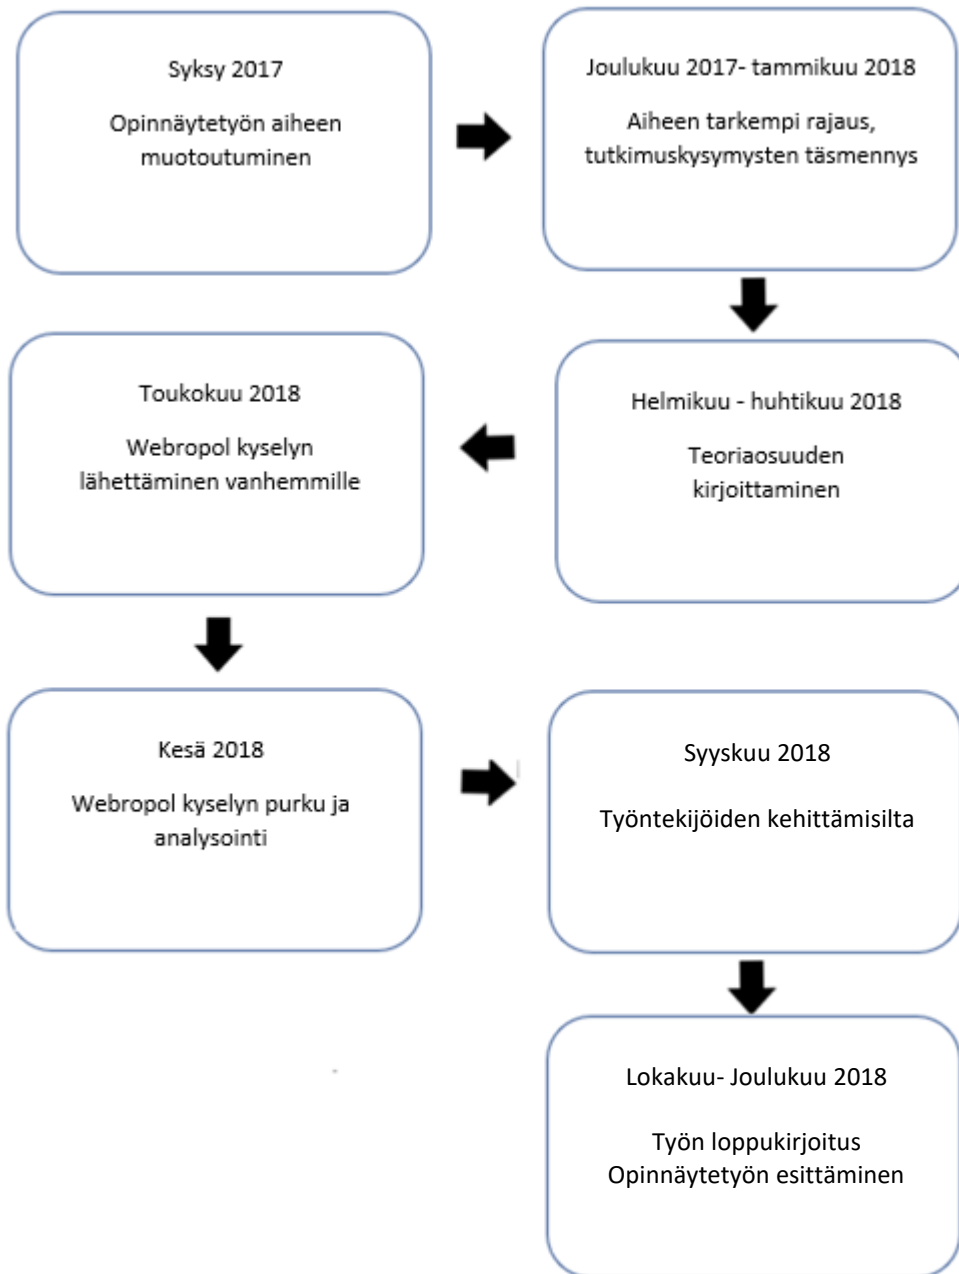 Syksy 2017
Opinnäytetyön aiheen
muotoutuminen
Joulukuu 2017- tammikuu 2018
Aiheen tarkempi rajaus,
tutkimuskysymysten täsmennys
Helmikuu - huhtikuu 2018
Teoriaosuuden
kirjoittaminen
Toukokuu 2018
Webropol kyselyn
lähettäminen vanhemmille
Kesä 2018
Webropol kyselyn purku ja
analysointi
Syyskuu 2018
Työntekijöiden kehittämisilta
Lokakuu- Joulukuu 2018
Työn loppukirjoitus
Opinnäytetyön esittäminen